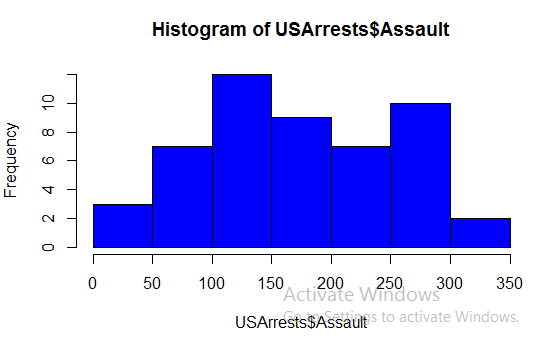 Histogram of USArrests$Assault
Frequency
10
8
6
4
2
0
0 50 100 150 200 250 300 350
Activate Windows
Go to Settings to activate Windows.
USArrests$Assault